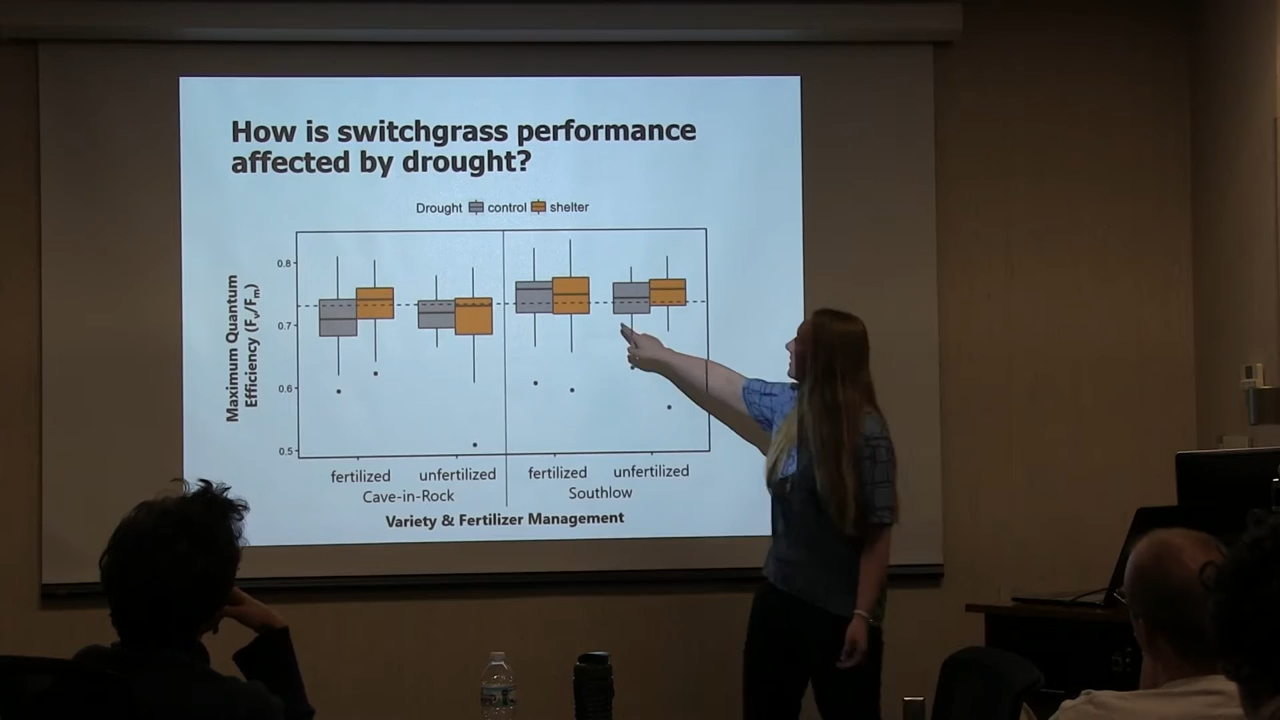 How is switchgrass performance
affected by drought?
Drought control shelter
Maximum Quantum
Efficiency (Fv/Fm)
0.8
0.7
0.6
0.5
fertilized unfertilized fertilized unfertilized
Cave-in-Rock Southlow
Variety & Fertilizer Management